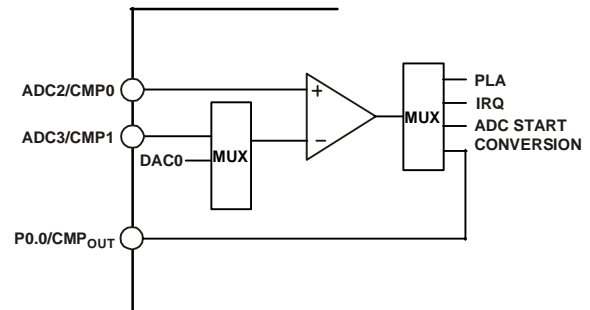 PLA
ADC2/CMP0
+
IRQ
MUX
ADC START
CONVERSION
ADC3/CMP1
−
DAC0
MUX
P0.0/CMPOUT